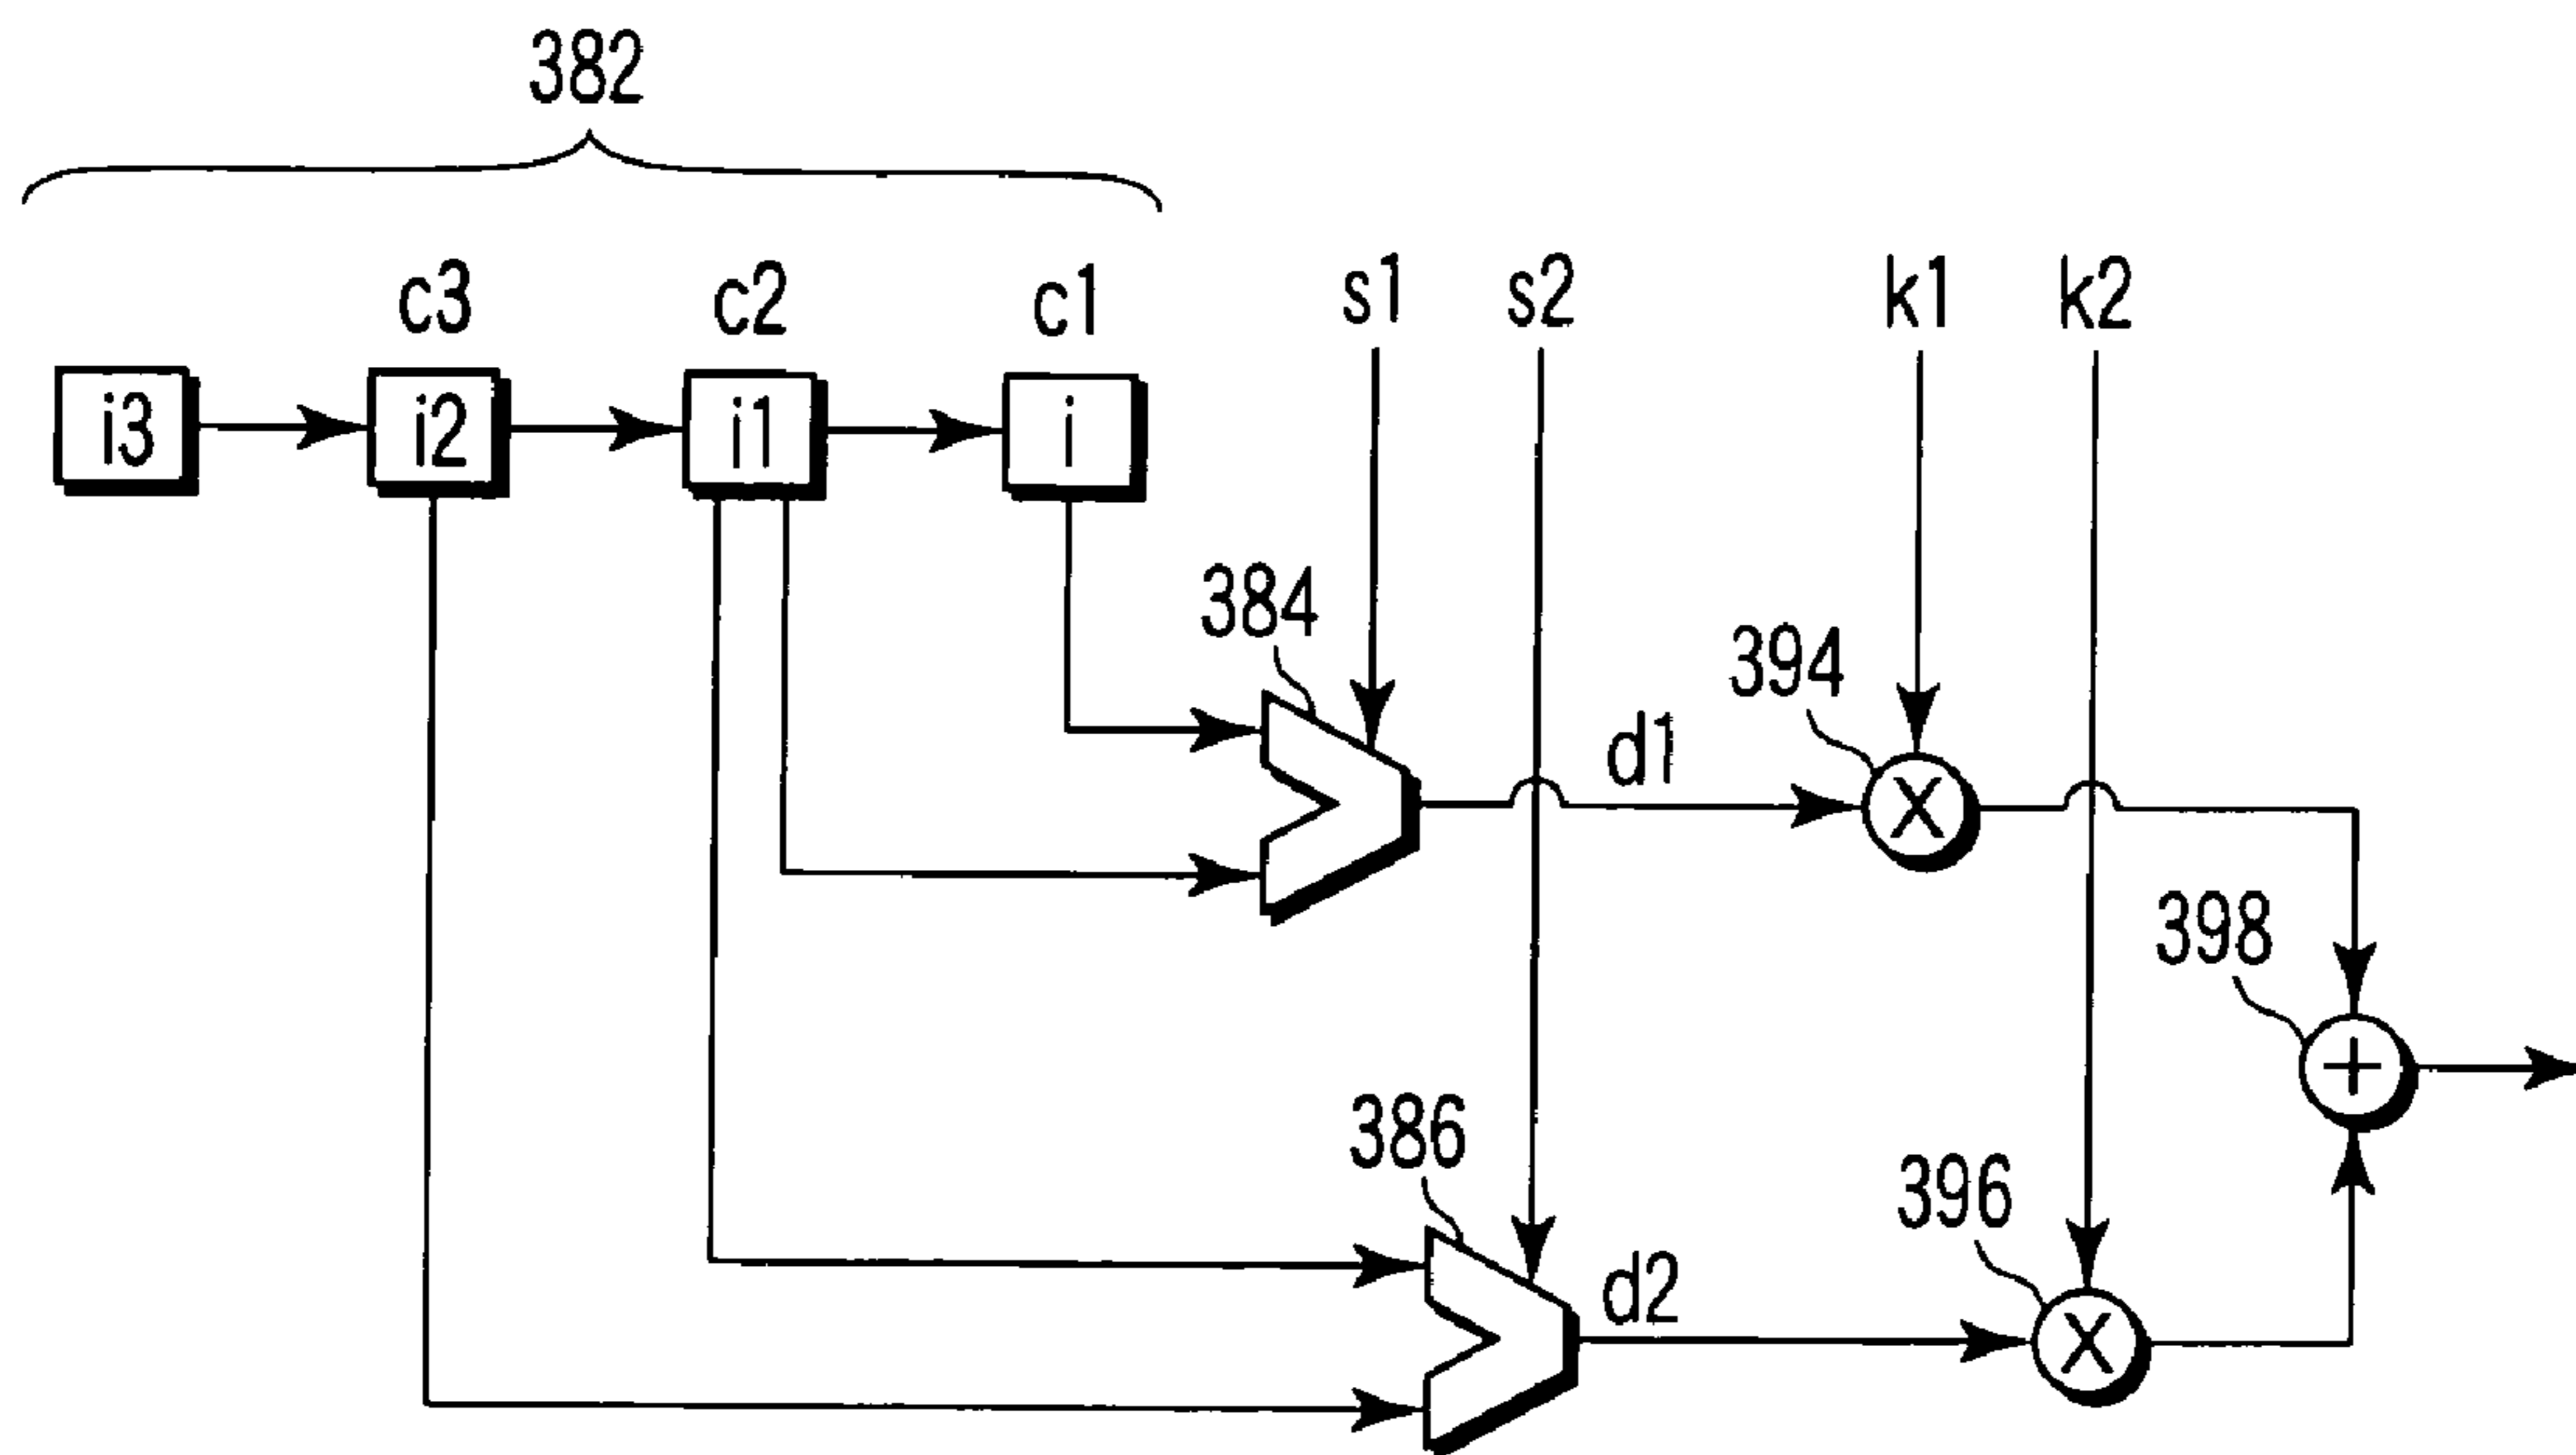 382
c3 c2 c1 s1 s2 k1 k2
i3 i2 i1 i
384
394
d1
X
398
+
386
396
d2
X